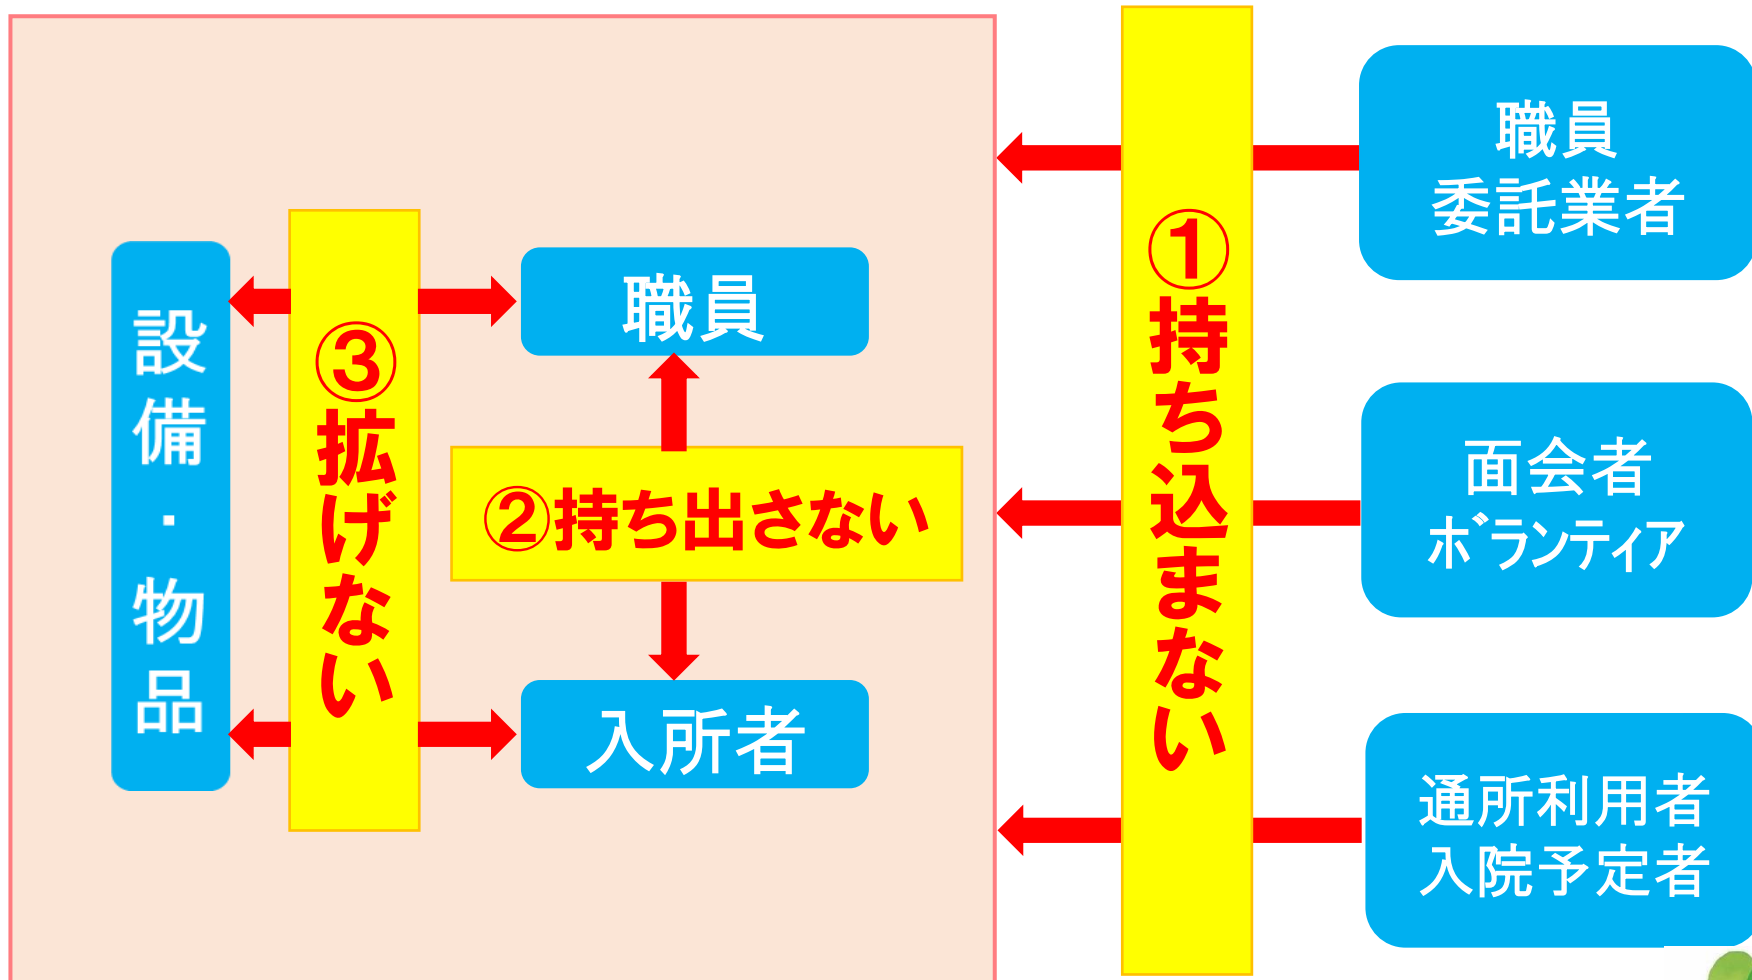 設備・物品
③拡げない
職員
②持ち出さない
入所者
①持ち込まない
職員
委託業者
面会者
ボランティア
通所利用者
入院予定者